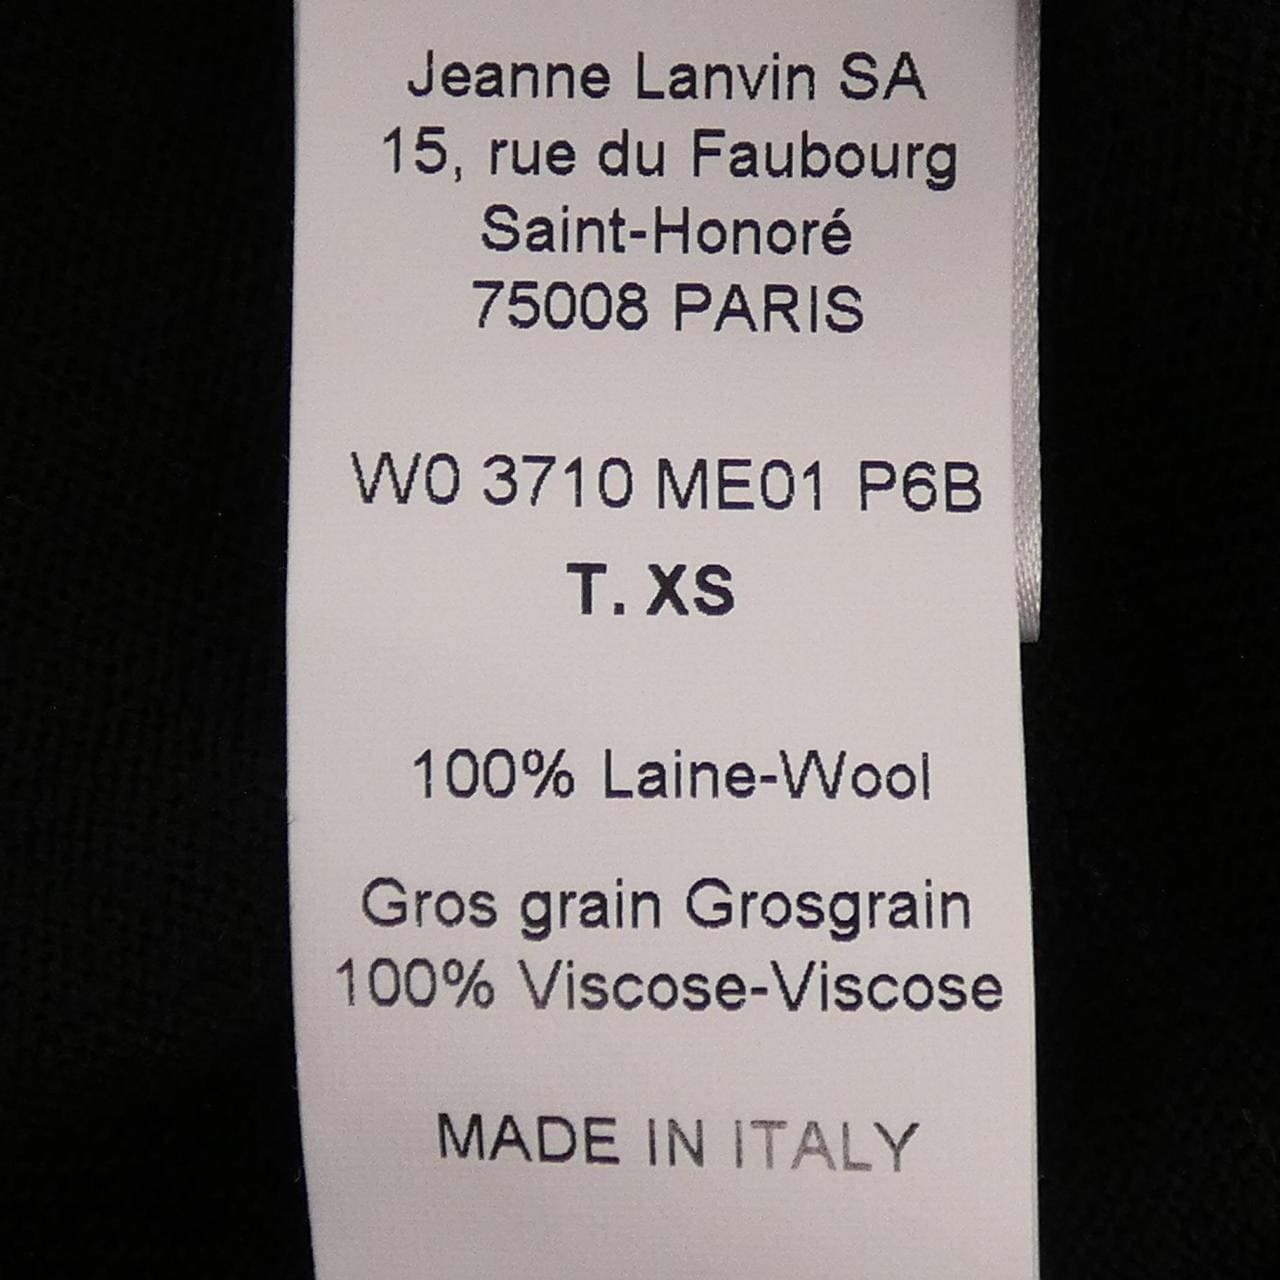 Jeanne Lanvin SA
15, rue du Faubourg
Saint-Honoré
75008 PARIS
W0 3710 ME01 P6B
T. XS
100% Laine-Wool
Gros grain Grosgrain
100% Viscose-Viscose
MADE IN ITALY